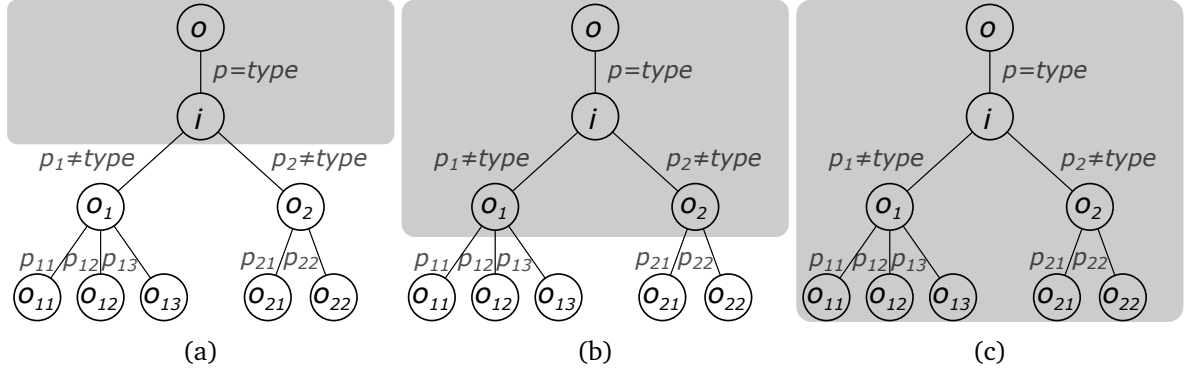 o o o
p=type p=type p=type
i i i
p₁≠type p₂≠type p₁≠type p₂≠type p₁≠type p₂≠type
o₁ o₂ o₁ o₂ o₁ o₂
p₁₁ p₁₂ p₁₃ p₂₁ p₂₂ p₁₁ p₁₂ p₁₃ p₂₁ p₂₂ p₁₁ p₁₂ p₁₃ p₂₁ p₂₂
o₁₁ o₁₂ o₁₃ o₂₁ o₂₂ o₁₁ o₁₂ o₁₃ o₂₁ o₂₂ o₁₁ o₁₂ o₁₃ o₂₁ o₂₂
(a) (b) (c)